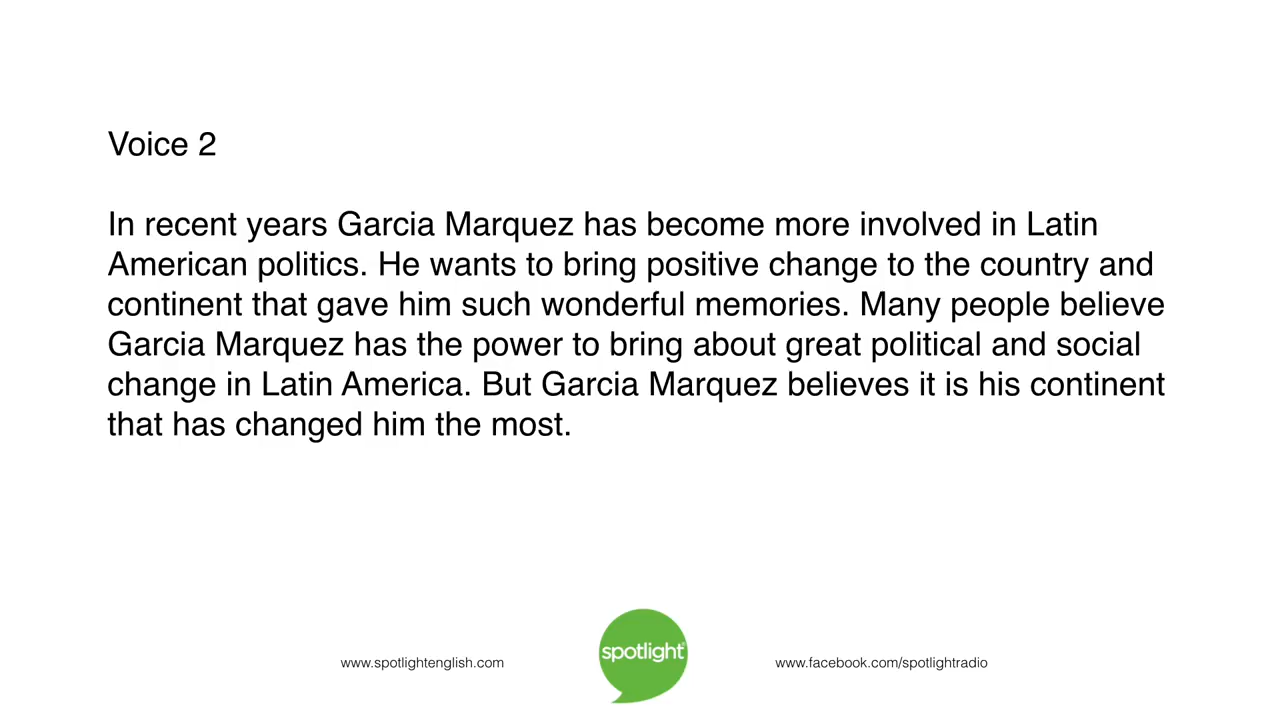 Voice 2
In recent years Garcia Marquez has become more involved in Latin
American politics. He wants to bring positive change to the country and
continent that gave him such wonderful memories. Many people believe
Garcia Marquez has the power to bring about great political and social
change in Latin America. But Garcia Marquez believes it is his continent
that has changed him the most.
www.spotlightenglish.com
spotlight
www.facebook.com/spotlightradio